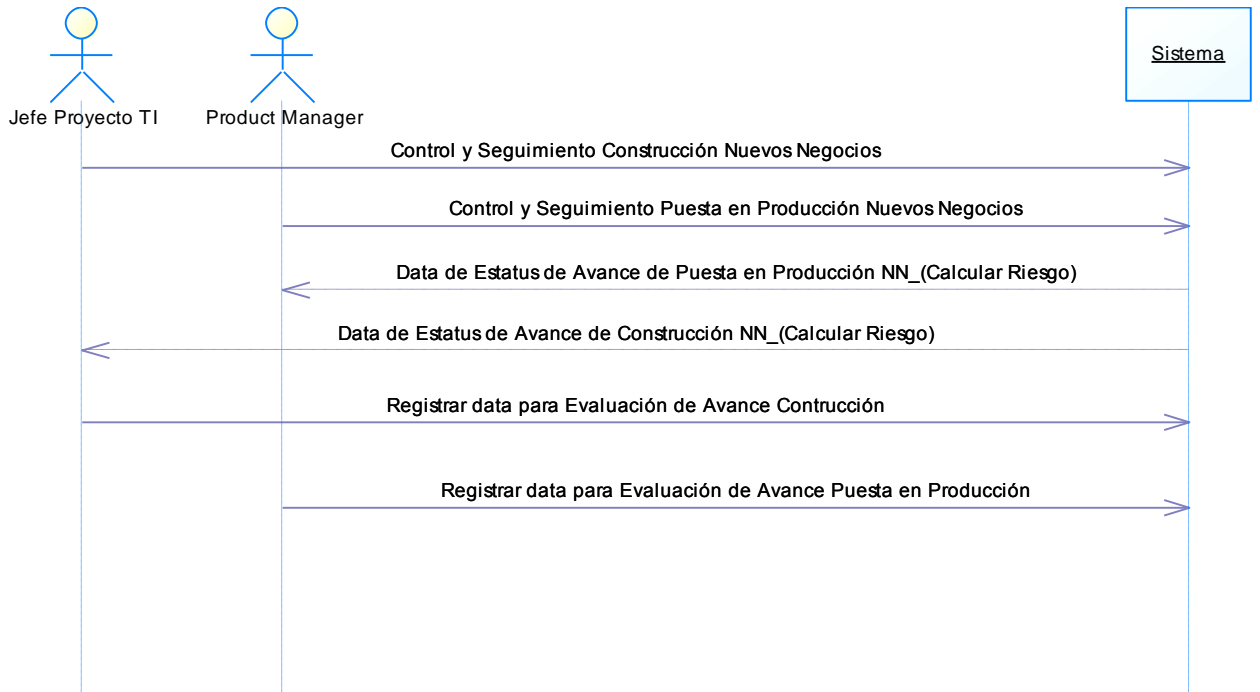 Sistema
Jefe Proyecto TI
Product Manager
Control y Seguimiento Construcción Nuevos Negocios
Control y Seguimiento Puesta en Producción Nuevos Negocios
Data de Estatus de Avance de Puesta en Producción NN_(Calcular Riesgo)
Data de Estatus de Avance de Construcción NN_(Calcular Riesgo)
Registrar data para Evaluación de Avance Contrucción
Registrar data para Evaluación de Avance Puesta en Producción